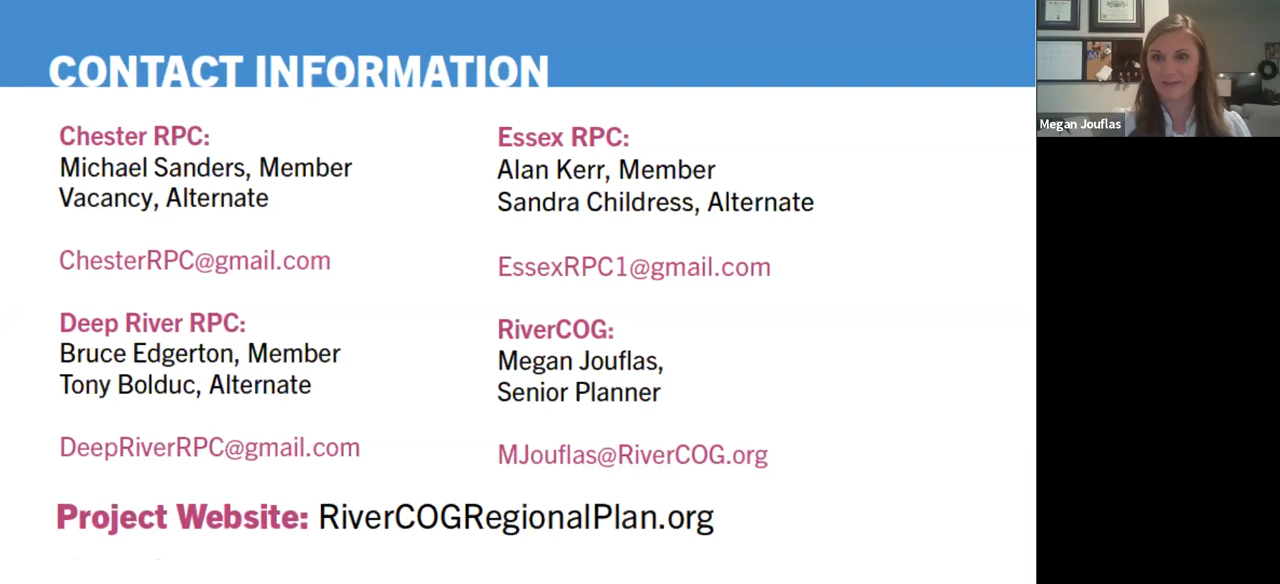 CONTACT INFORMATION
Chester RPC:
Michael Sanders, Member
Vacancy, Alternate
ChesterRPC@gmail.com
Essex RPC:
Alan Kerr, Member
Sandra Childress, Alternate
EssexRPC1@gmail.com
Deep River RPC:
Bruce Edgerton, Member
Tony Bolduc, Alternate
DeepRiverRPC@gmail.com
RiverCOG:
Megan Jouflas,
Senior Planner
MJouflas@RiverCOG.org
Project Website: RiverCOGRegionalPlan.org
Megan Jouflas